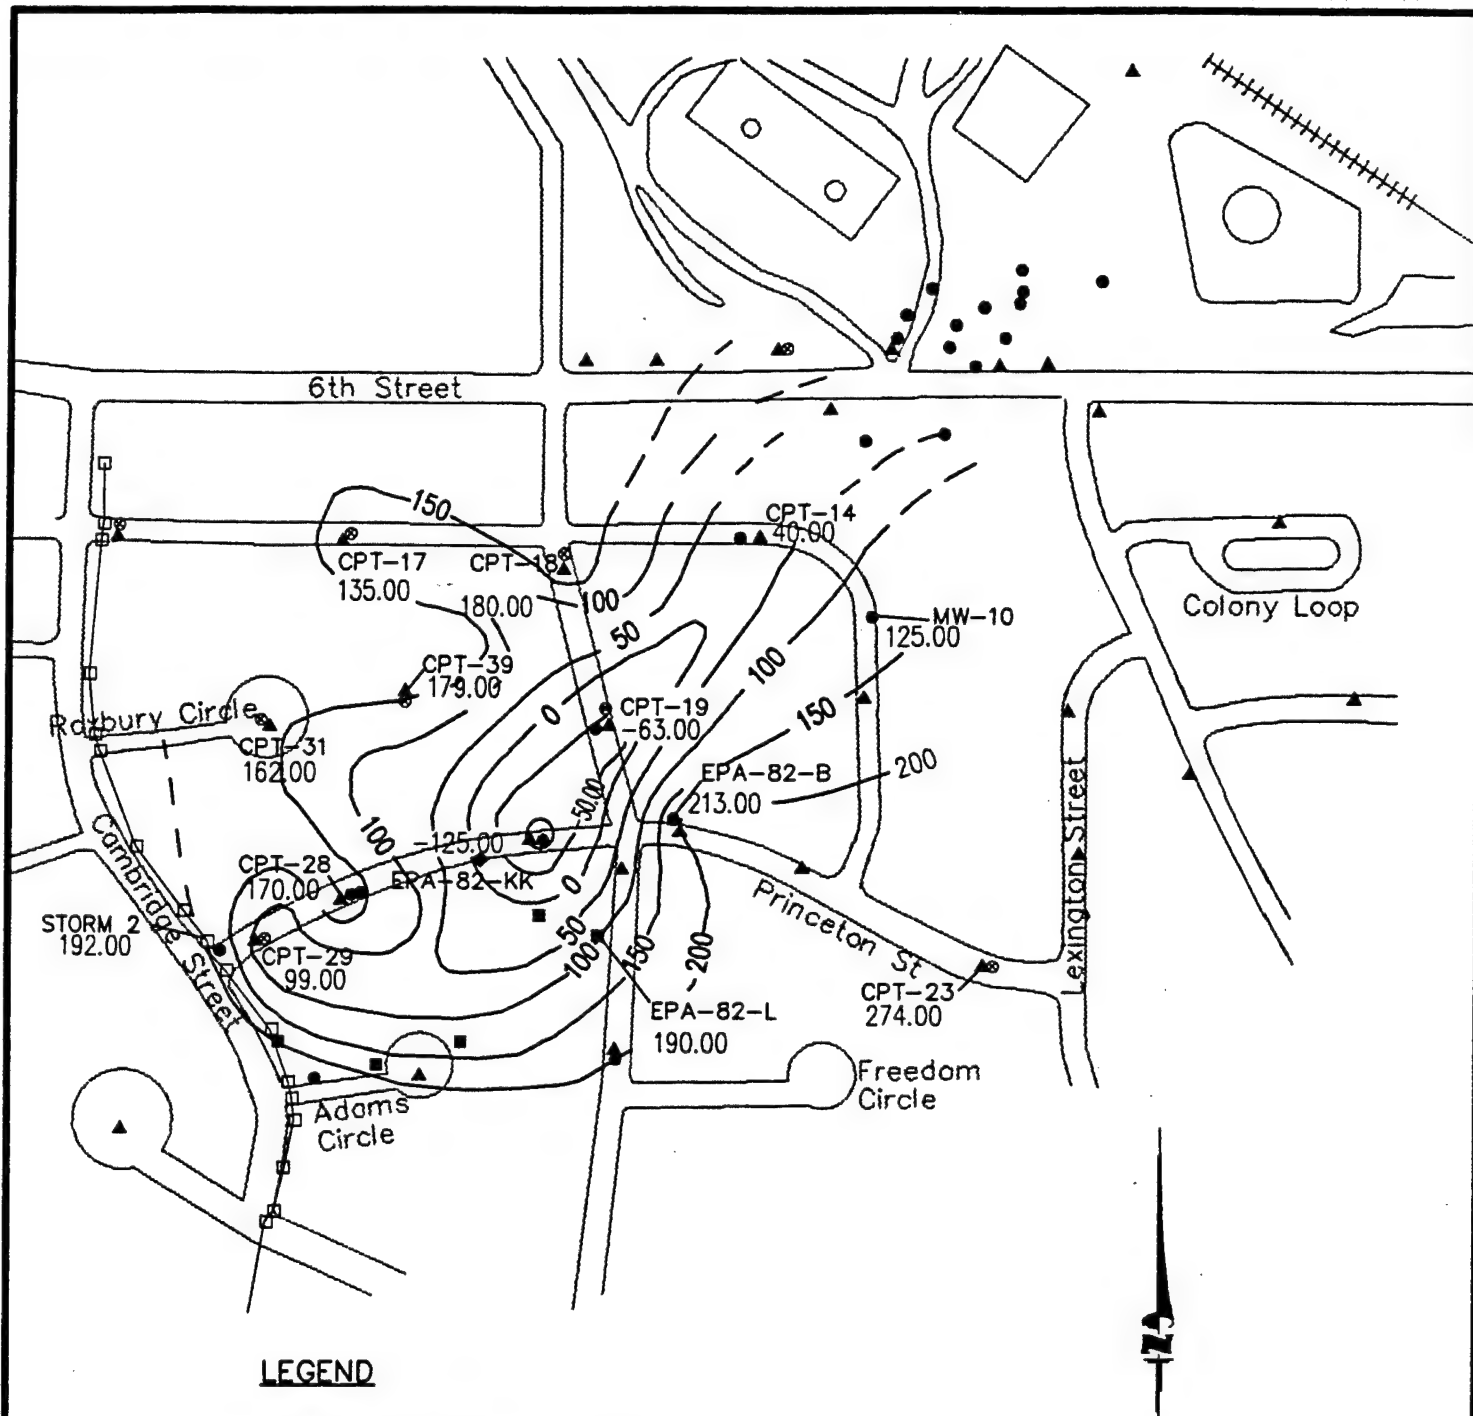 6th Street
150
CPT-14
40.00
CPT-17
135.00
CPT-18
180.00
100
50
MW-10
125.00
Colony Loop
CPT-39
179.00
100
0
150
CPT-19
-63.00
Roxbury Circle
CPT-31
162.00
200
EPA-82-B
213.00
50.00
100
-125.00
Lexington Street
Cambridge Street
CPT-28
170.00
EPA-82-KK
0
Princeton St
STORM 2
192.00
50
100
150
200
CPT-29
99.00
CPT-23
274.00
EPA-82-L
190.00
Freedom
Circle
Adams
Circle
LEGEND
N